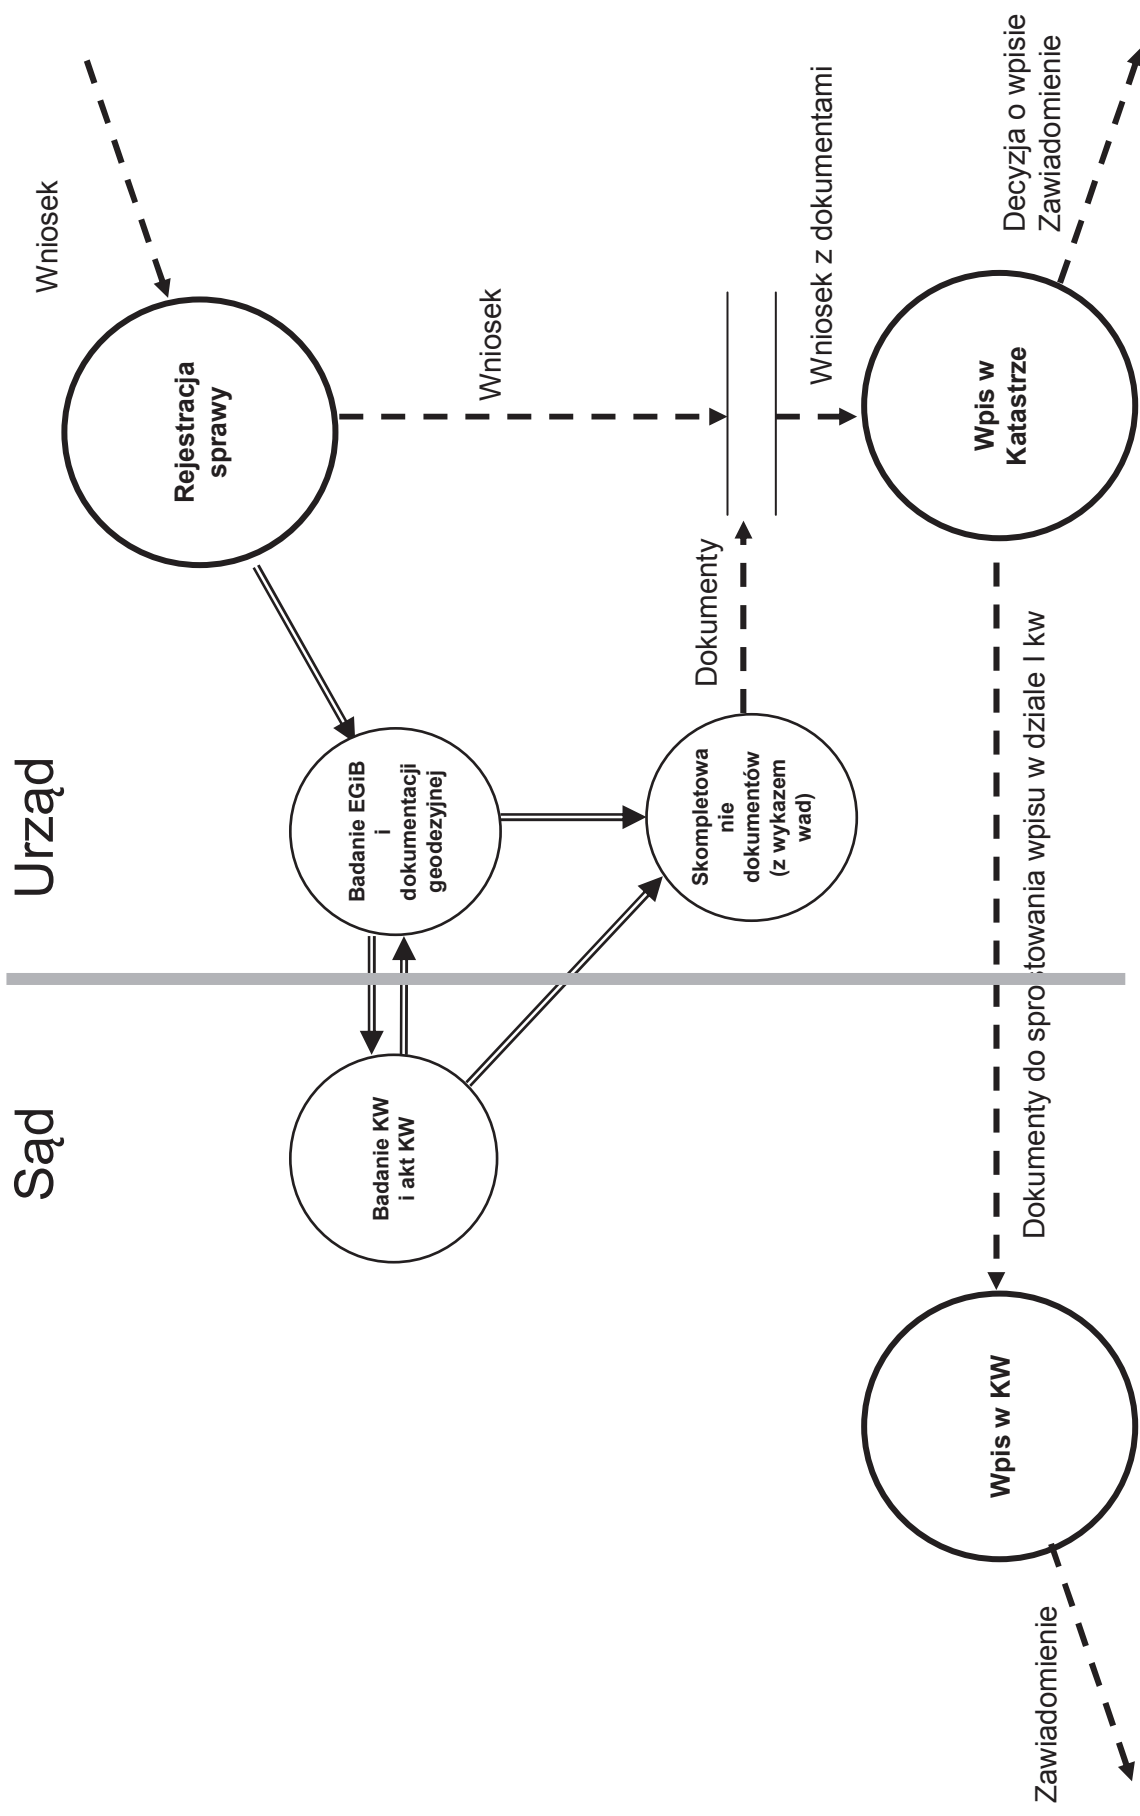 Sąd
Urząd
Wniosek
Rejestracja
sprawy
Badanie KW
i akt KW
Badanie EGiB
i
dokumentacji
geodezyjnej
Wniosek
Skompletowa
nie
dokumentów
(z wykazem
wad)
Dokumenty
Wniosek z dokumentami
Wpis w KW
Wpis w
Katastrze
Dokumenty do sprostowania wpisu w dziale I kw
Zawiadomienie
Decyzja o wpisie
Zawiadomienie